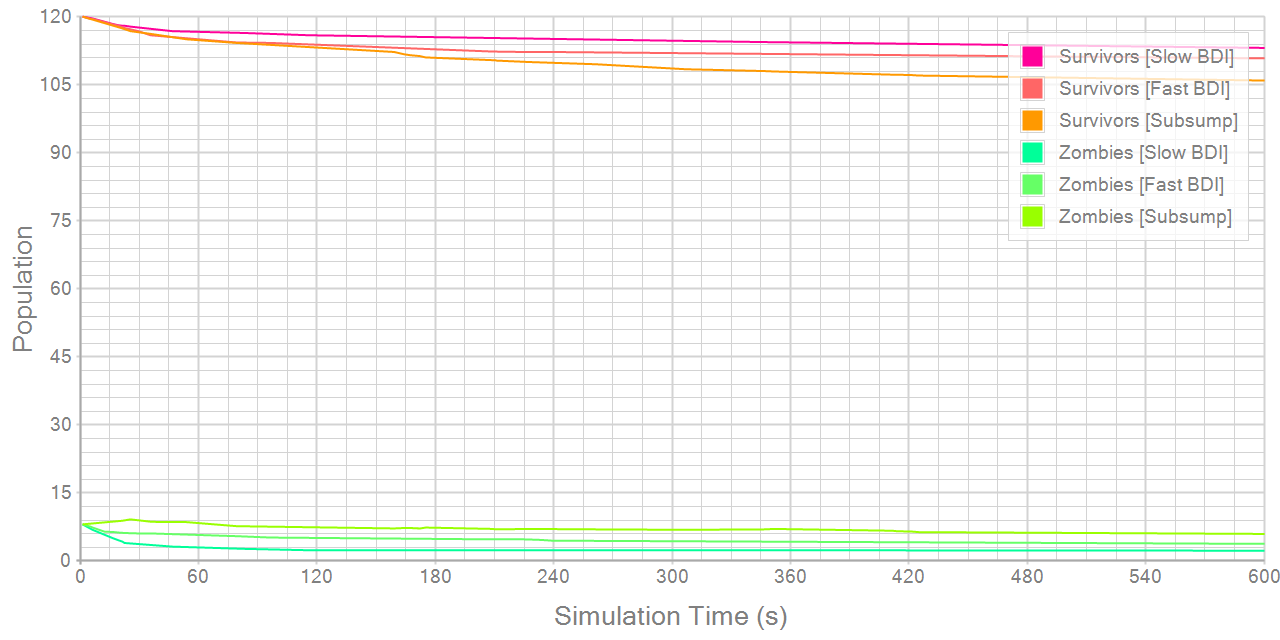 120
105
90
75
60
45
30
15
0
Population
0 60 120 180 240 300 360 420 480 540 600
Simulation Time (s)
Survivors [Slow BDI]
Survivors [Fast BDI]
Survivors [Subsump]
Zombies [Slow BDI]
Zombies [Fast BDI]
Zombies [Subsump]